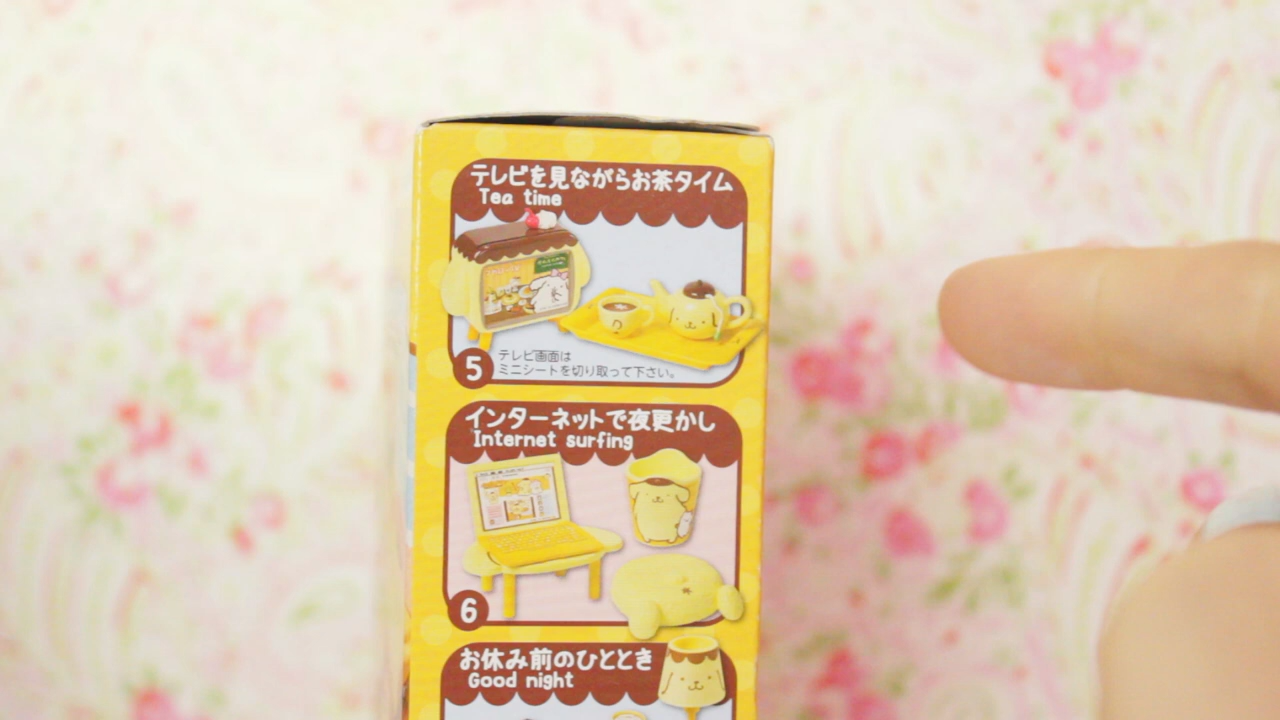 テレビを見ながらお茶タイム
Tea time
5
テレビ画面は
ミニシートを切り取って下さい。
インターネットで夜更かし
Internet surfing
6
お休み前のひととき
Good night